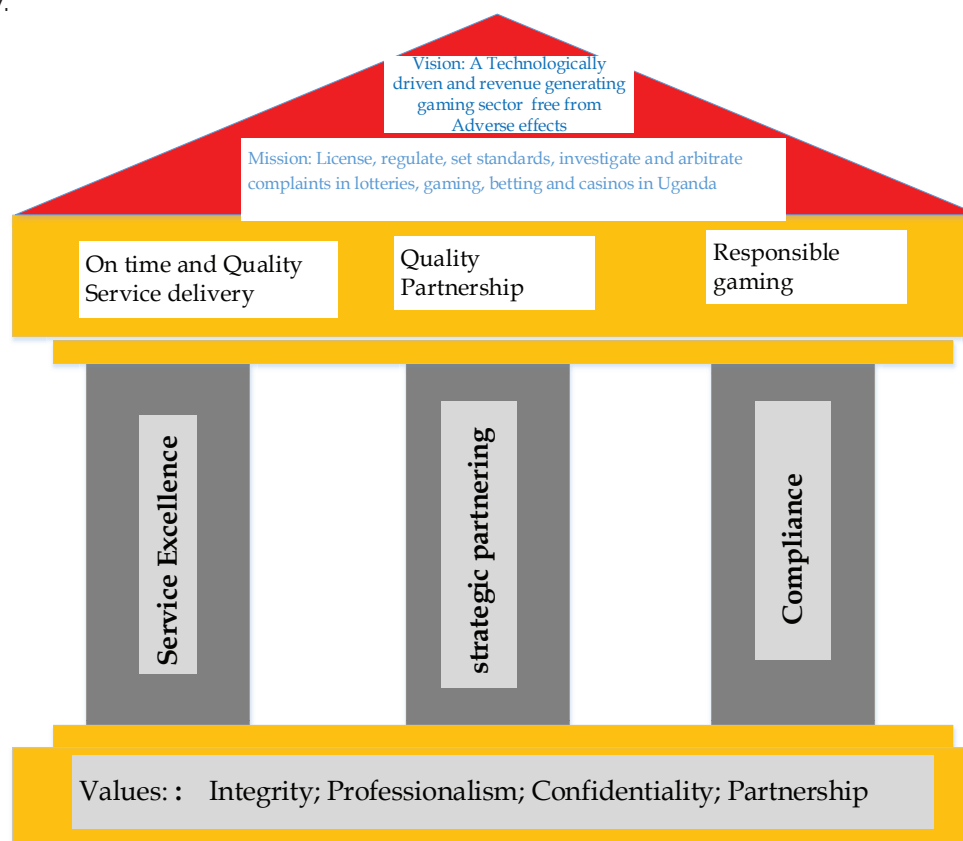 Vision: A Technologically
driven and revenue generating
gaming sector free from
Adverse effects
Mission: License, regulate, set standards, investigate and arbitrate
complaints in lotteries, gaming, betting and casinos in Uganda
On time and Quality
Service delivery
Quality
Partnership
Responsible
gaming
Service Excellence
strategic partnering
Compliance
Values: : Integrity; Professionalism; Confidentiality; Partnership